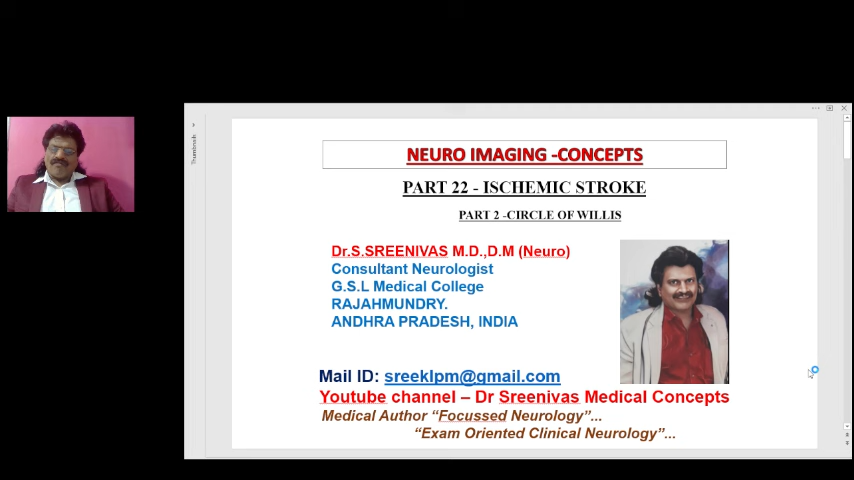 Thumbnails
NEURO IMAGING -CONCEPTS
PART 22 - ISCHEMIC STROKE
PART 2 -CIRCLE OF WILLIS
Dr.S.SREENIVAS M.D.,D.M (Neuro)
Consultant Neurologist
G.S.L Medical College
RAJAHMUNDRY.
ANDHRA PRADESH, INDIA
Mail ID: sreeklpm@gmail.com
Youtube channel – Dr Sreenivas Medical Concepts
Medical Author “Focussed Neurology”...
“Exam Oriented Clinical Neurology”...